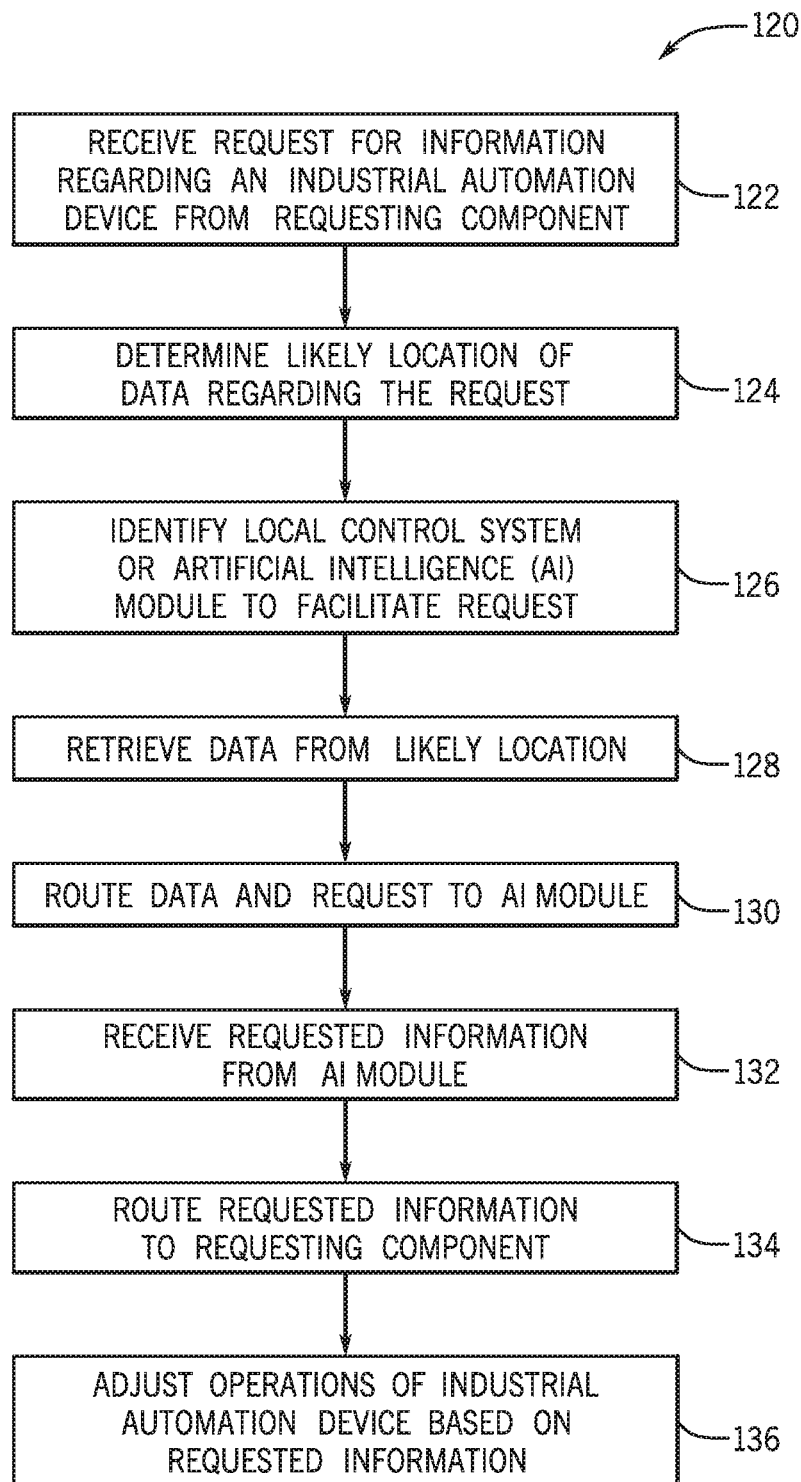 120
RECEIVE REQUEST FOR INFORMATION
REGARDING AN INDUSTRIAL AUTOMATION
DEVICE FROM REQUESTING COMPONENT
122
DETERMINE LIKELY LOCATION OF
DATA REGARDING THE REQUEST
124
IDENTIFY LOCAL CONTROL SYSTEM
OR ARTIFICIAL INTELLIGENCE (AI)
MODULE TO FACILITATE REQUEST
126
RETRIEVE DATA FROM LIKELY LOCATION
128
ROUTE DATA AND REQUEST TO AI MODULE
130
RECEIVE REQUESTED INFORMATION
FROM AI MODULE
132
ROUTE REQUESTED INFORMATION
TO REQUESTING COMPONENT
134
ADJUST OPERATIONS OF INDUSTRIAL
AUTOMATION DEVICE BASED ON
REQUESTED INFORMATION
136